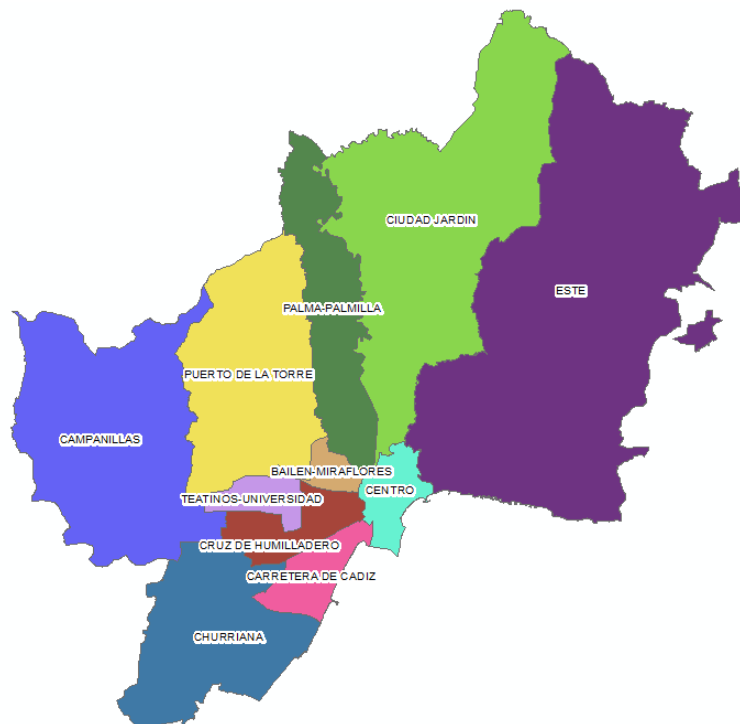 CIUDAD JARDIN
ESTE
PALMA-PALMILLA
PUERTO DE LA TORRE
CAMPANILLAS
BAILEN-MIRAFLORES
CENTRO
TEATINOS-UNIVERSIDAD
CRUZ DE HUMILLADERO
CARRETERA DE CADIZ
CHURRIANA